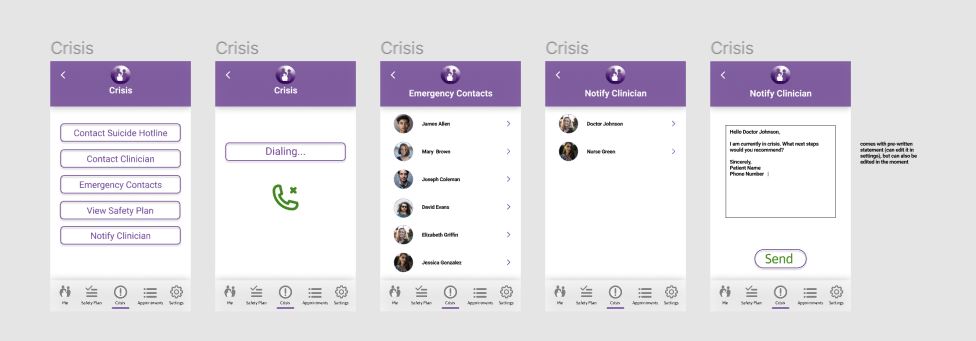 Crisis
Crisis
Contact Suicide Hotline
Contact Clinician
Emergency Contacts
View Safety Plan
Notify Clinician
Me
Safety Plan
Crisis
Appointments
Settings
Crisis
Crisis
Dialing...
Me
Safety Plan
Crisis
Appointments
Settings
Crisis
Emergency Contacts
James Allen
Mary Brown
Joseph Coleman
David Evans
Elizabeth Griffin
Jessica Gonzalez
Me
Safety Plan
Crisis
Appointments
Settings
Crisis
Notify Clinician
Doctor Johnson
Nurse Green
Me
Safety Plan
Crisis
Appointments
Settings
Crisis
Notify Clinician
Hello Doctor Johnson,
I am currently in crisis. What next steps
would you recommend?
Sincerely,
Patient Name
Phone Number
Send
Me
Safety Plan
Crisis
Appointments
Settings
comes with pre-written
statement (can edit it in
settings), but can also be
edited in the moment